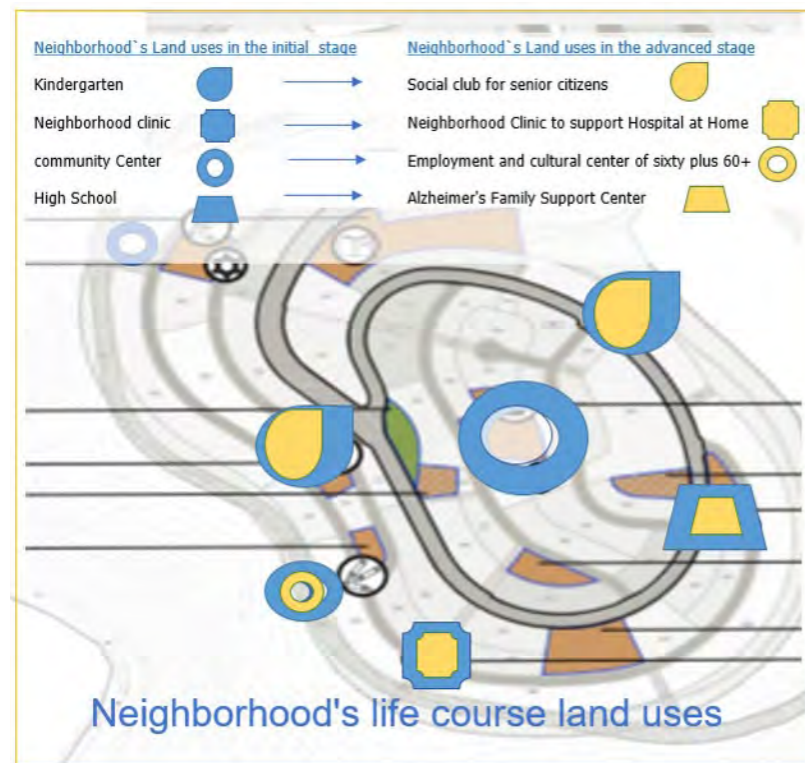 Neighborhood`s Land uses in the initial stage
Neighborhood`s Land uses in the advanced stage
Kindergarten
Social club for senior citizens
Neighborhood clinic
Neighborhood Clinic to support Hospital at Home
community Center
Employment and cultural center of sixty plus 60+
High School
Alzheimer's Family Support Center
Neighborhood's life course land uses